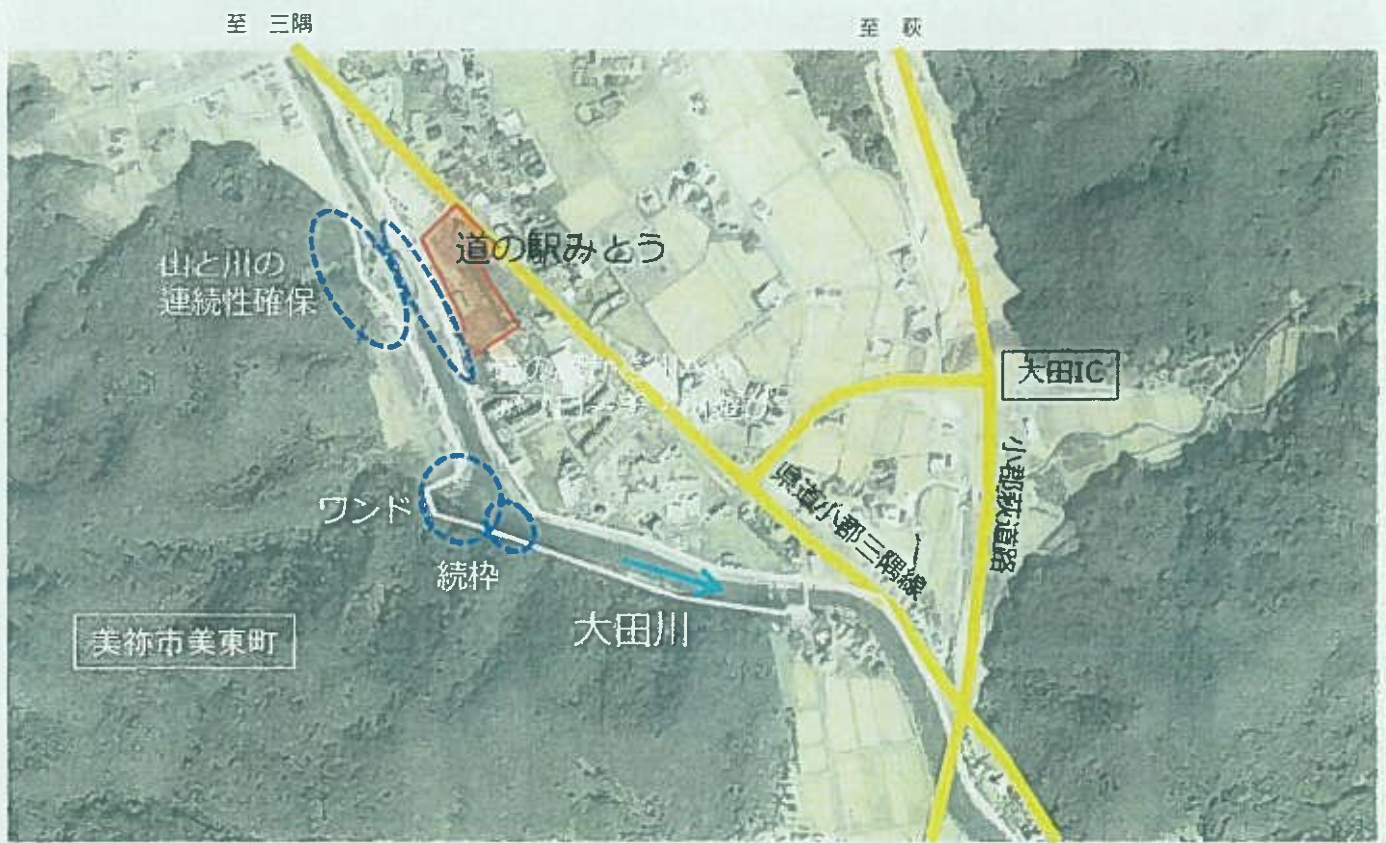 至 三隅
至 萩
道の駅みとう
山と川の
連続性確保
大田IC
ワンド
続枠
県道小郡三隅線
小郡萩道路
大田川
美祢市美東町